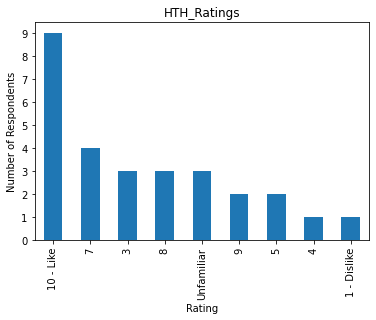 HTH_Ratings
Number of Respondents
9
8
7
6
5
4
3
2
1
0
10 - Like
7
3
8
Unfamiliar
9
5
4
1 - Dislike
Rating